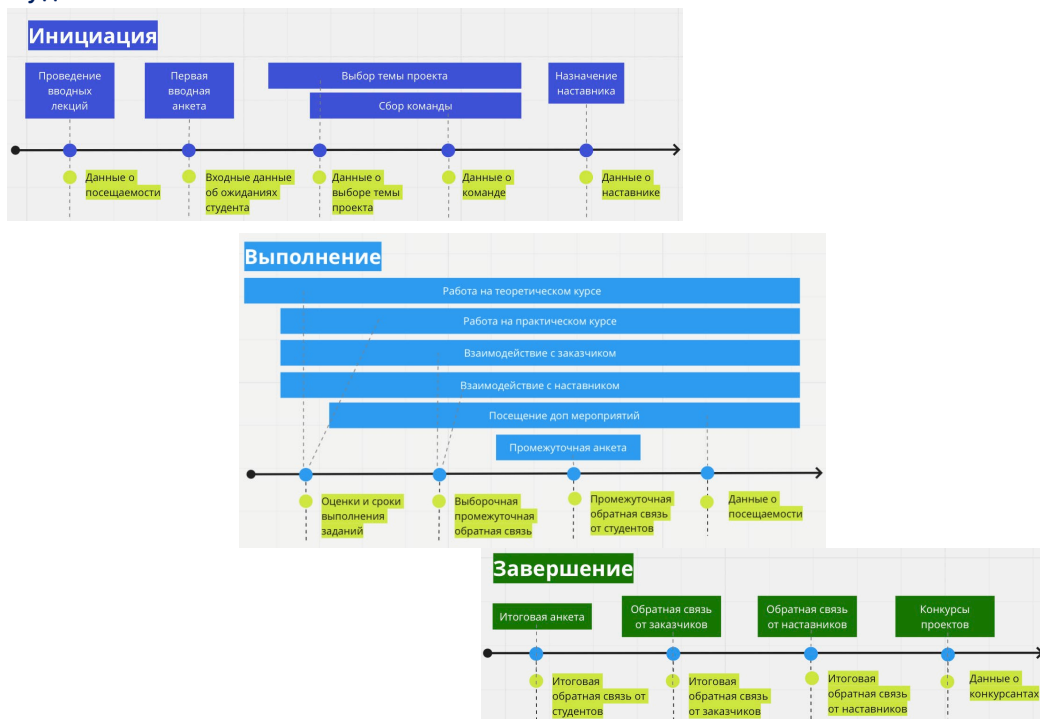 Инициация
Проведение
вводных
лекций
Первая
вводная
анкета
Выбор темы проекта
Сбор команды
Назначение
наставника
Данные о
посещаемости
Входные данные
об ожиданиях
студента
Данные о
выборе темы
проекта
Данные о
команде
Данные о
наставнике
Выполнение
Работа на теоретическом курсе
Работа на практическом курсе
Взаимодействие с заказчиком
Взаимодействие с наставником
Посещение доп мероприятий
Промежуточная анкета
Оценки и сроки
выполнения
заданий
Выборочная
промежуточная
обратная связь
Промежуточная
обратная связь
от студентов
Данные о
посещаемости
Завершение
Итоговая анкета
Обратная связь
от заказчиков
Обратная связь
от наставников
Конкурсы
проектов
Итоговая
обратная связь от
студентов
Итоговая
обратная связь
от заказчиков
Итоговая
обратная связь
от наставников
Данные о
конкурсантах